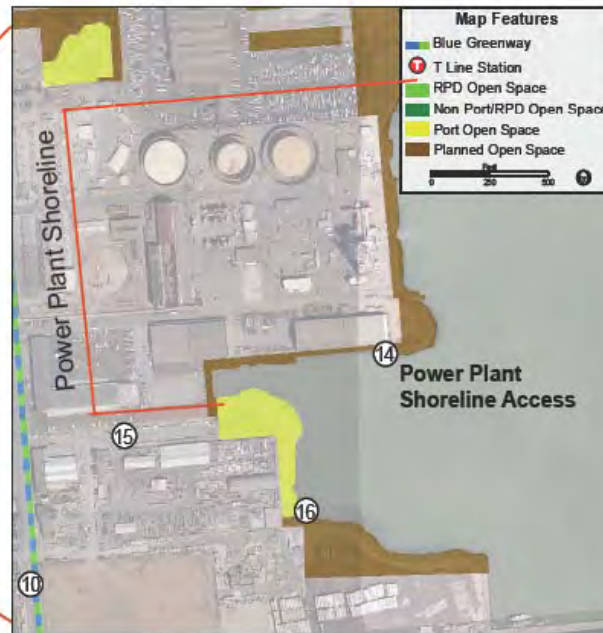 Map Features
Blue Greenway
T
T Line Station
RPD Open Space
Non Port/RPD Open Space
Port Open Space
Planned Open Space
Feet
0 250 500
Power Plant Shoreline
14
Power Plant
Shoreline Access
15
16
10